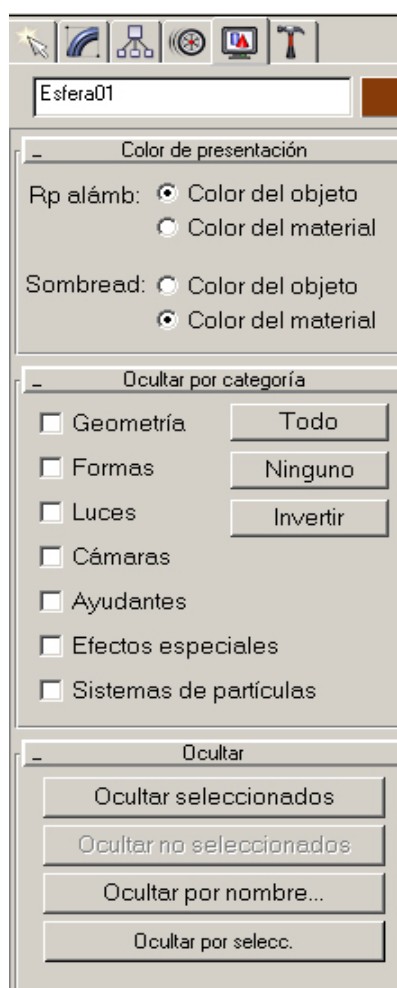 Esfera01
Color de presentación
Rp alámb: Color del objeto
Color del material
Sombread: Color del objeto
Color del material
Ocultar por categoría
Geometría Todo
Formas Ninguno
Luces Invertir
Cámaras
Ayudantes
Efectos especiales
Sistemas de partículas
Ocultar
Ocultar seleccionados
Ocultar no seleccionados
Ocultar por nombre...
Ocultar por selecc.